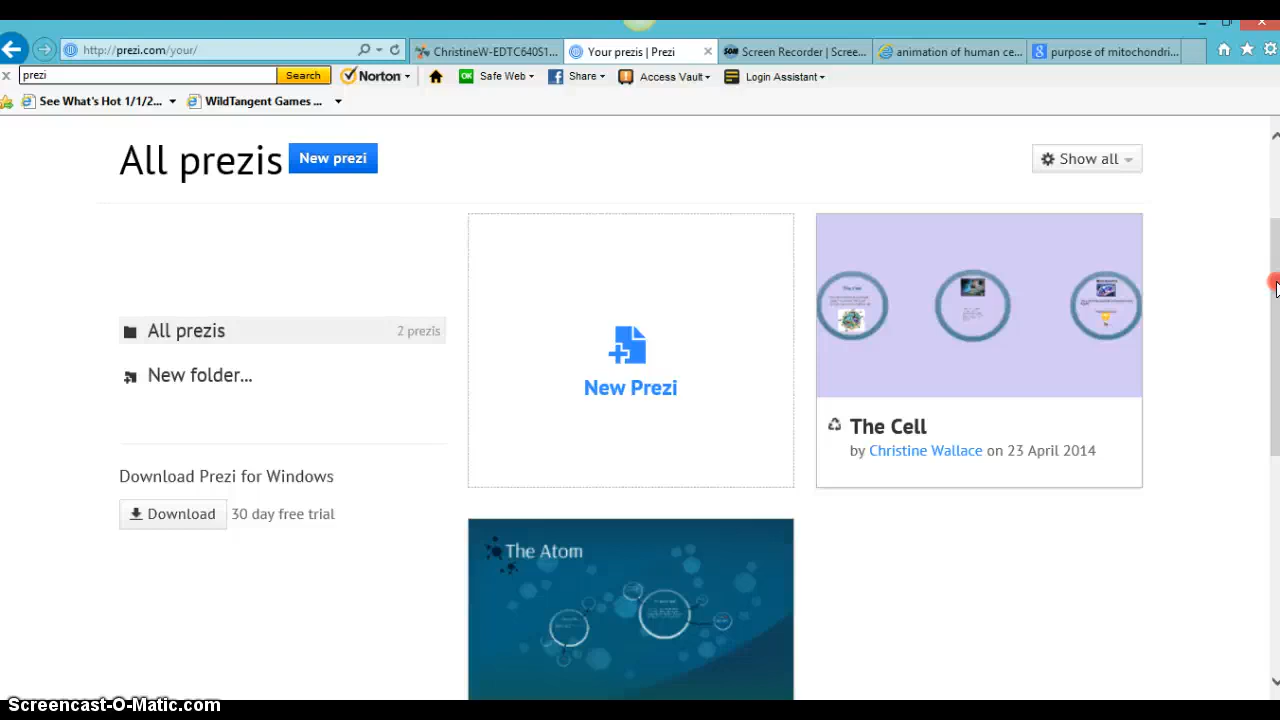 http://prezi.com/your/
ChristineW-EDTC640S1...
Your prezis | Prezi
Screen Recorder | Scree...
animation of human ce...
purpose of mitochondri...
prezi
Search
Norton
OK
Safe Web
Share
Access Vault
Login Assistant
See What's Hot 1/1/2...
WildTangent Games ...
All prezis
New prezi
Show all
All prezis
2 prezis
New folder...
New Prezi
The Cell
by Christine Wallace on 23 April 2014
Download Prezi for Windows
Download
30 day free trial
The Atom
Screencast-O-Matic.com